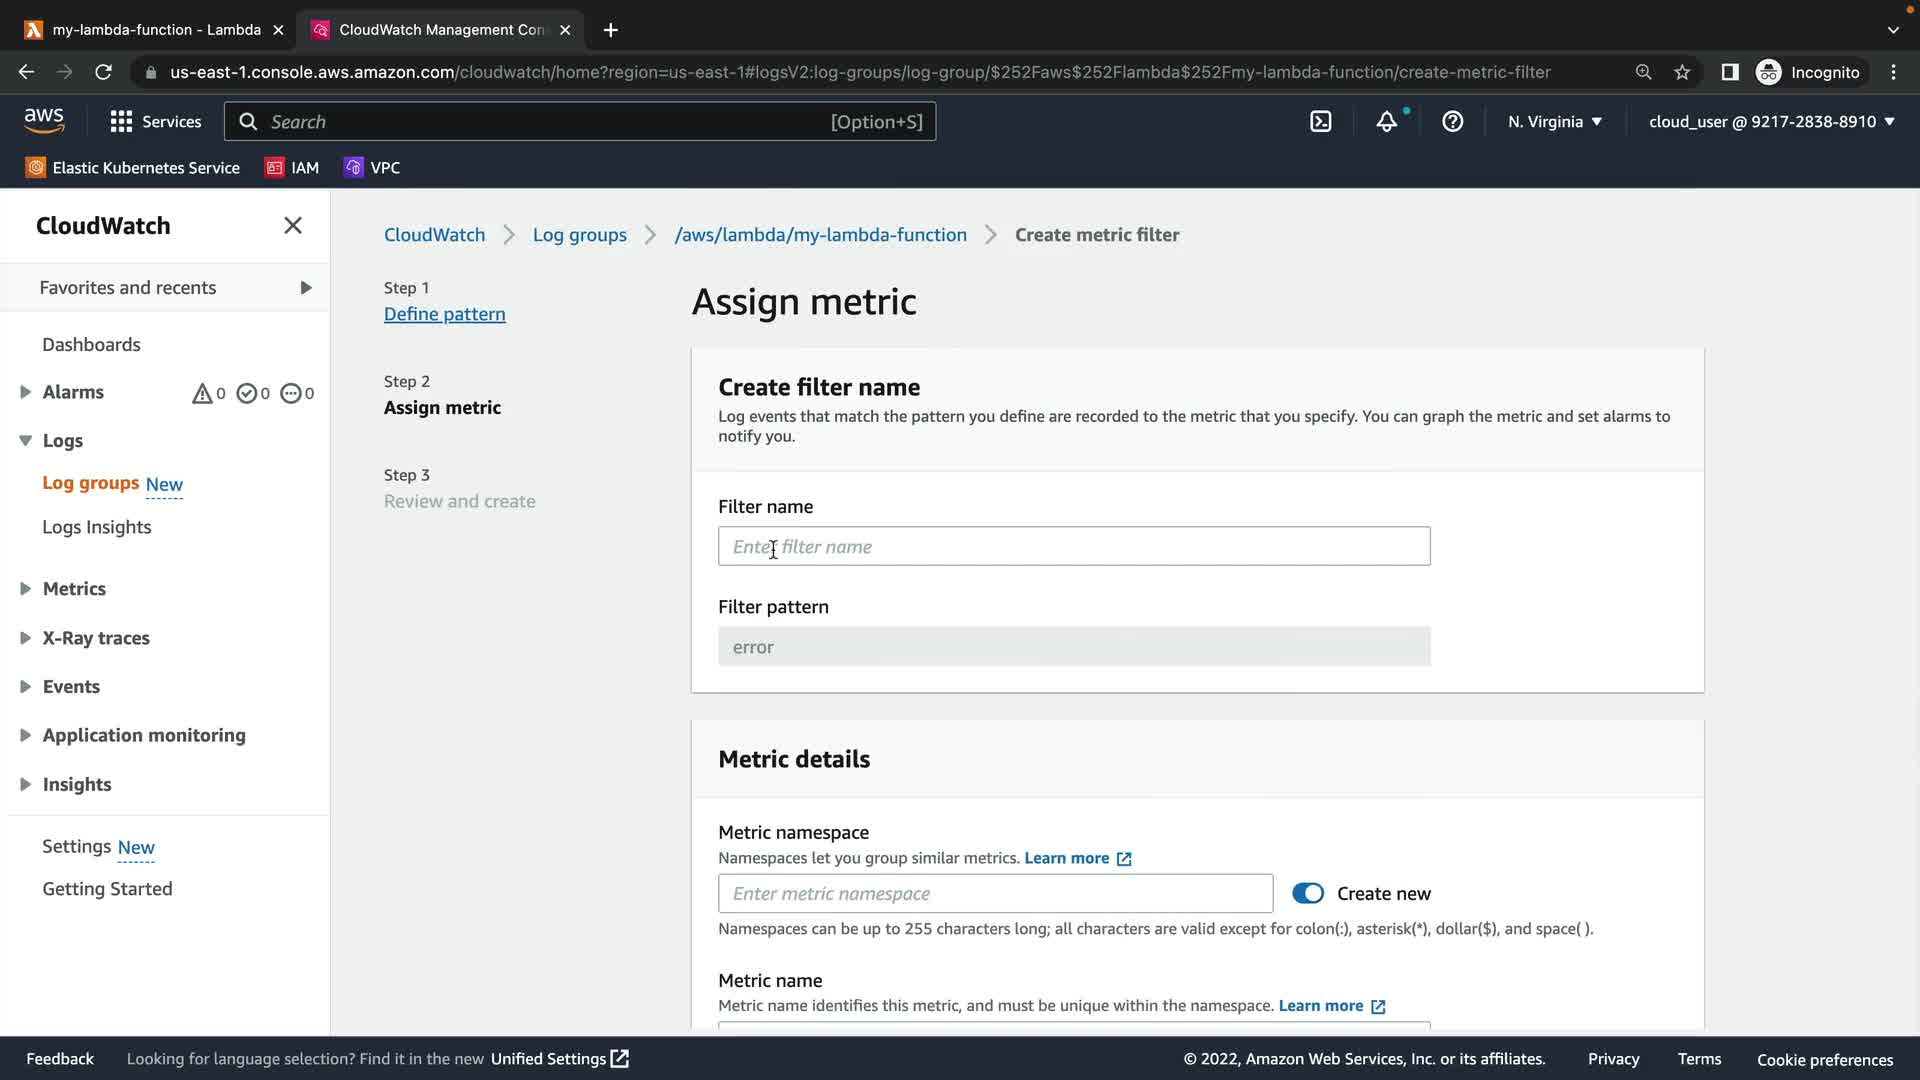 my-lambda-function - Lambda
CloudWatch Management Con
us-east-1.console.aws.amazon.com/cloudwatch/home?region=us-east-1#logsV2:log-groups/log-group/$252Faws$252Flambda$252Fmy-lambda-function/create-metric-filter
Incognito
aws
Services
Search
[Option+S]
N. Virginia
cloud_user @ 9217-2838-8910
Elastic Kubernetes Service
IAM
VPC
CloudWatch
Favorites and recents
Dashboards
Alarms 0 0 0
Logs
Log groups New
Logs Insights
Metrics
X-Ray traces
Events
Application monitoring
Insights
Settings New
Getting Started
CloudWatch
Log groups
/aws/lambda/my-lambda-function
Create metric filter
Step 1
Define pattern
Step 2
Assign metric
Step 3
Review and create
Assign metric
Create filter name
Log events that match the pattern you define are recorded to the metric that you specify. You can graph the metric and set alarms to
notify you.
Filter name
Enter filter name
Filter pattern
error
Metric details
Metric namespace
Namespaces let you group similar metrics. Learn more
Enter metric namespace
Create new
Namespaces can be up to 255 characters long; all characters are valid except for colon(:), asterisk(*), dollar($), and space( ).
Metric name
Metric name identifies this metric, and must be unique within the namespace. Learn more
Feedback
Looking for language selection? Find it in the new Unified Settings
© 2022, Amazon Web Services, Inc. or its affiliates.
Privacy
Terms
Cookie preferences